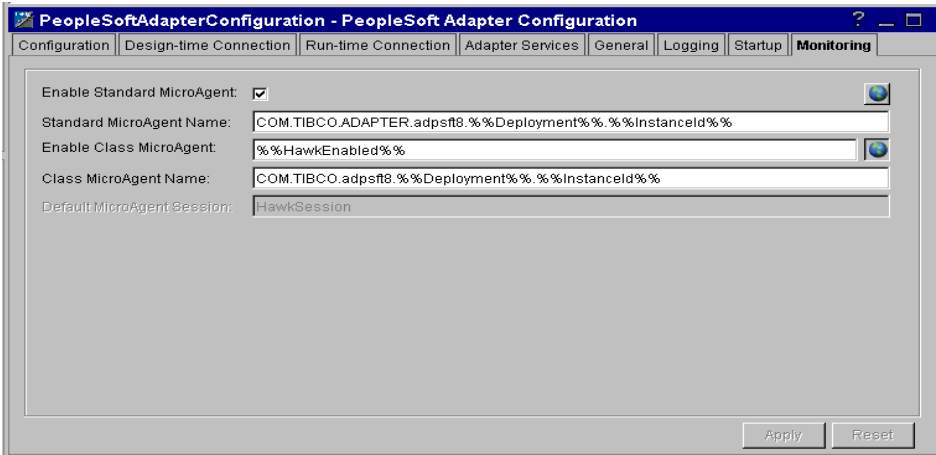 PeopleSoftAdapterConfiguration - PeopleSoft Adapter Configuration ?
Configuration Design-time Connection Run-time Connection Adapter Services General Logging Startup Monitoring
Enable Standard MicroAgent:
Standard MicroAgent Name: COM.TIBCO.ADAPTER.adpsft8.%%Deployment%%.%%InstanceId%%
Enable Class MicroAgent: %%HawkEnabled%%
Class MicroAgent Name: COM.TIBCO.adpsft8.%%Deployment%%.%%InstanceId%%
Default MicroAgent Session: HawkSession
Apply Reset